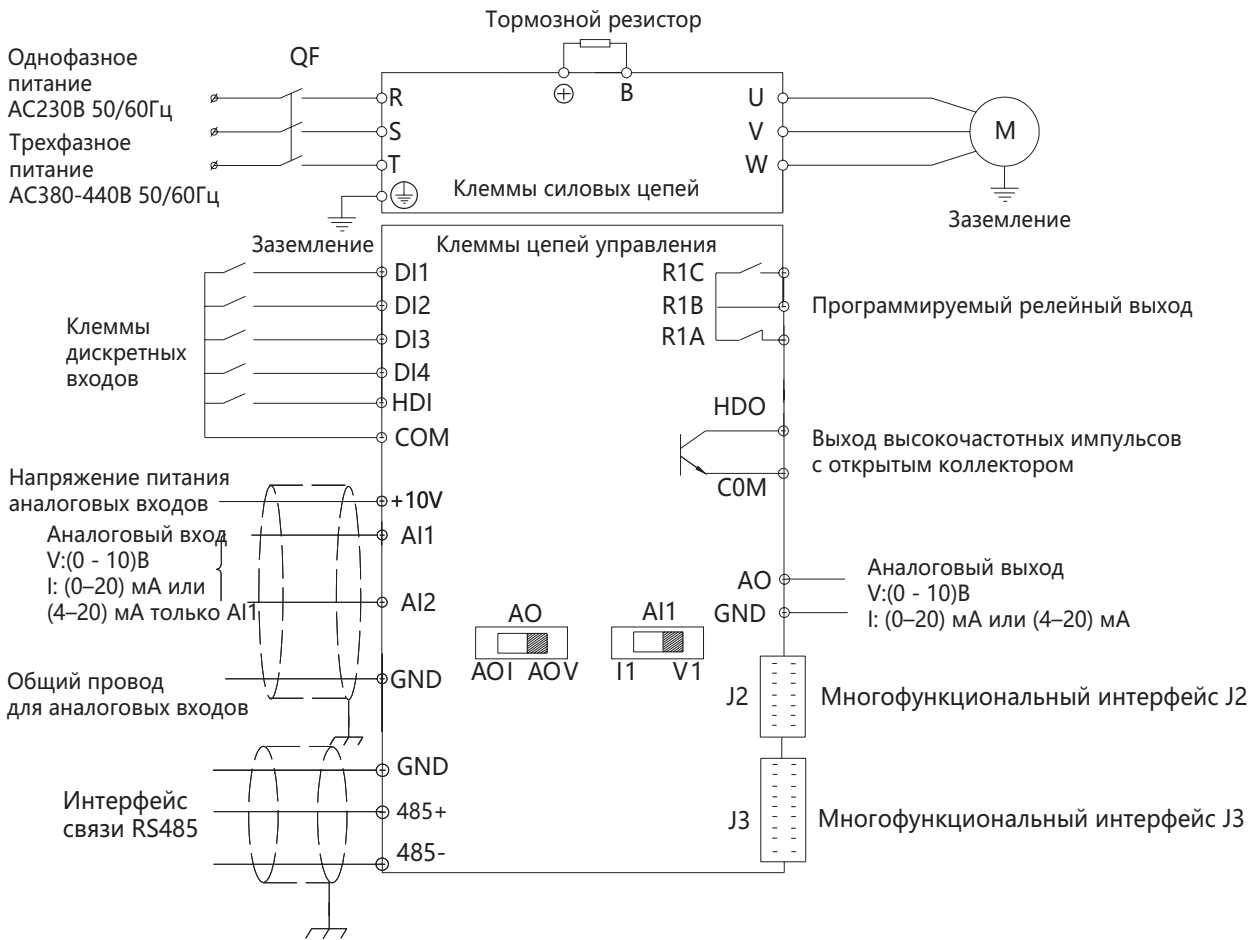 Тормозной резистор
Однофазное
питание
AC230В 50/60Гц
Трехфазное
питание
AC380-440В 50/60Гц
QF
R
S
T
B
U
V
W
M
Клеммы силовых цепей
Заземление
Заземление
Клеммы цепей управления
Клеммы
дискретных
входов
DI1
DI2
DI3
DI4
HDI
COM
R1C
R1B
R1A
Программируемый релейный выход
HDO
C0M
Выход высокочастотных импульсов
с открытым коллектором
Напряжение питания
аналоговых входов
+10V
Аналоговый вход
V:(0 - 10)В
I: (0–20) мА или
(4–20) мА только AI1
AI1
AI2
Общий провод
для аналоговых входов
GND
AO
AOI AOV
AI1
I1 V1
AO
GND
Аналоговый выход
V:(0 - 10)В
I: (0–20) мА или (4–20) мА
J2
Многофункциональный интерфейс J2
J3
Многофункциональный интерфейс J3
Интерфейс
связи RS485
GND
485+
485-